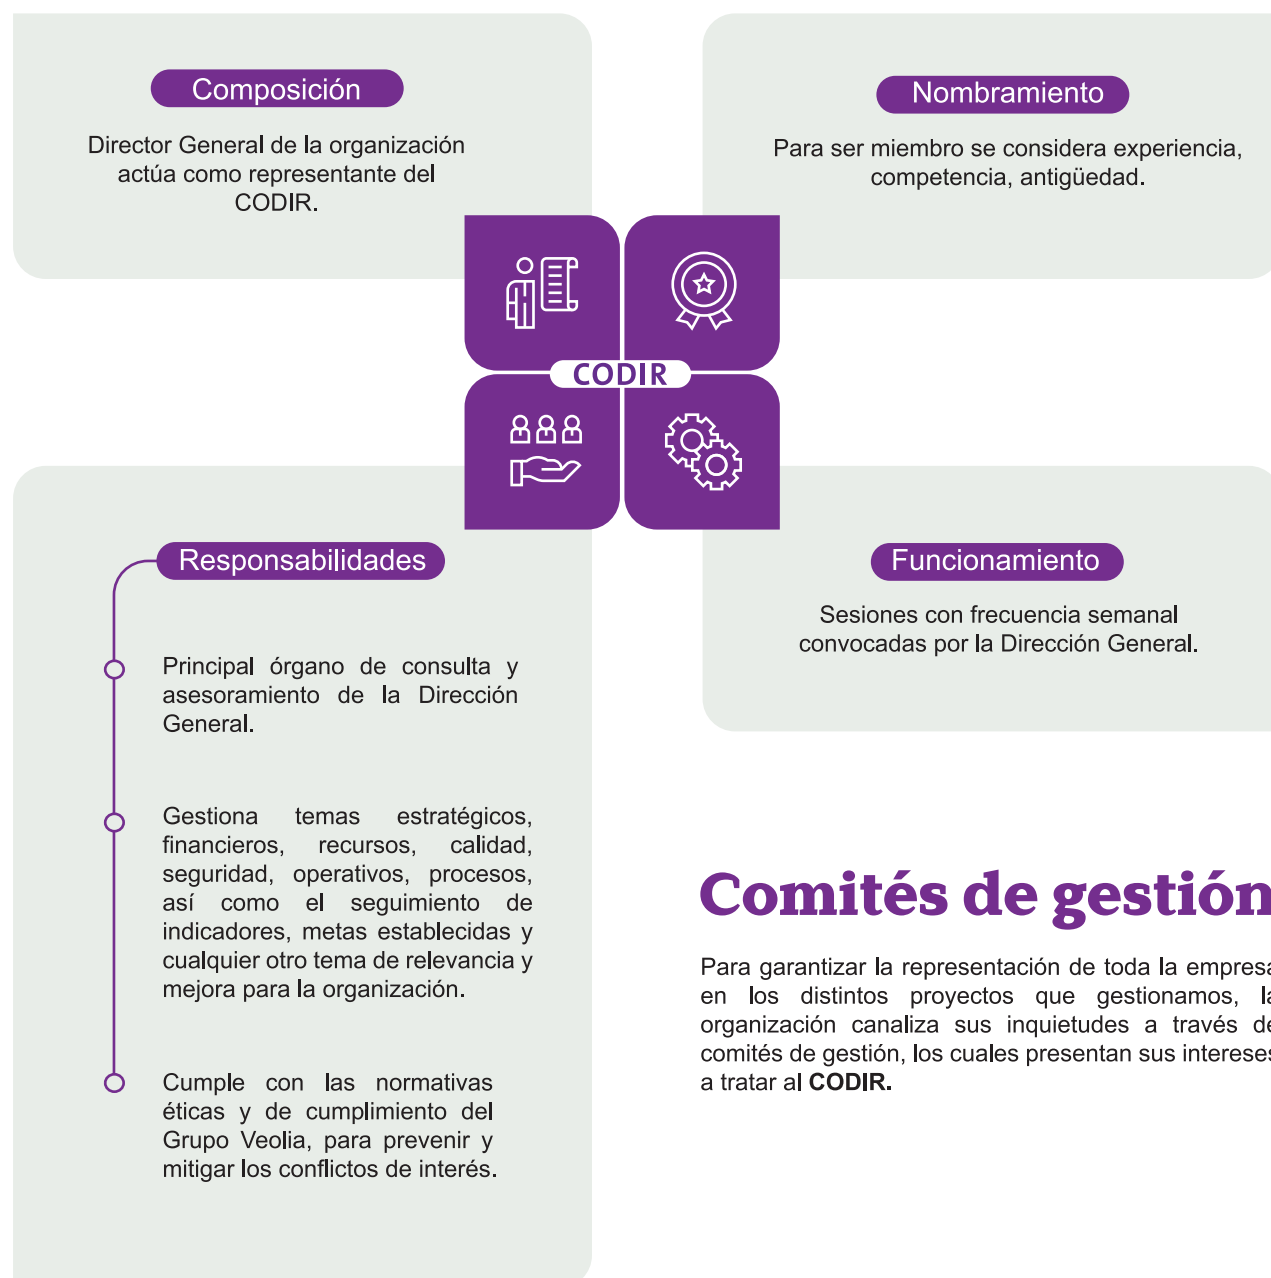 Composición
Director General de la organización
actúa como representante del
CODIR.
Nombramiento
Para ser miembro se considera experiencia,
competencia, antigüedad.
CODIR
Responsabilidades
Principal órgano de consulta y
asesoramiento de la Dirección
General.
Gestiona temas estratégicos,
financieros, recursos, calidad,
seguridad, operativos, procesos,
así como el seguimiento de
indicadores, metas establecidas y
cualquier otro tema de relevancia y
mejora para la organización.
Cumple con las normativas
éticas y de cumplimiento del
Grupo Veolia, para prevenir y
mitigar los conflictos de interés.
Funcionamiento
Sesiones con frecuencia semanal
convocadas por la Dirección General.
Comités de gestión
Para garantizar la representación de toda la empresa
en los distintos proyectos que gestionamos, la
organización canaliza sus inquietudes a través de
comités de gestión, los cuales presentan sus intereses
a tratar al CODIR.